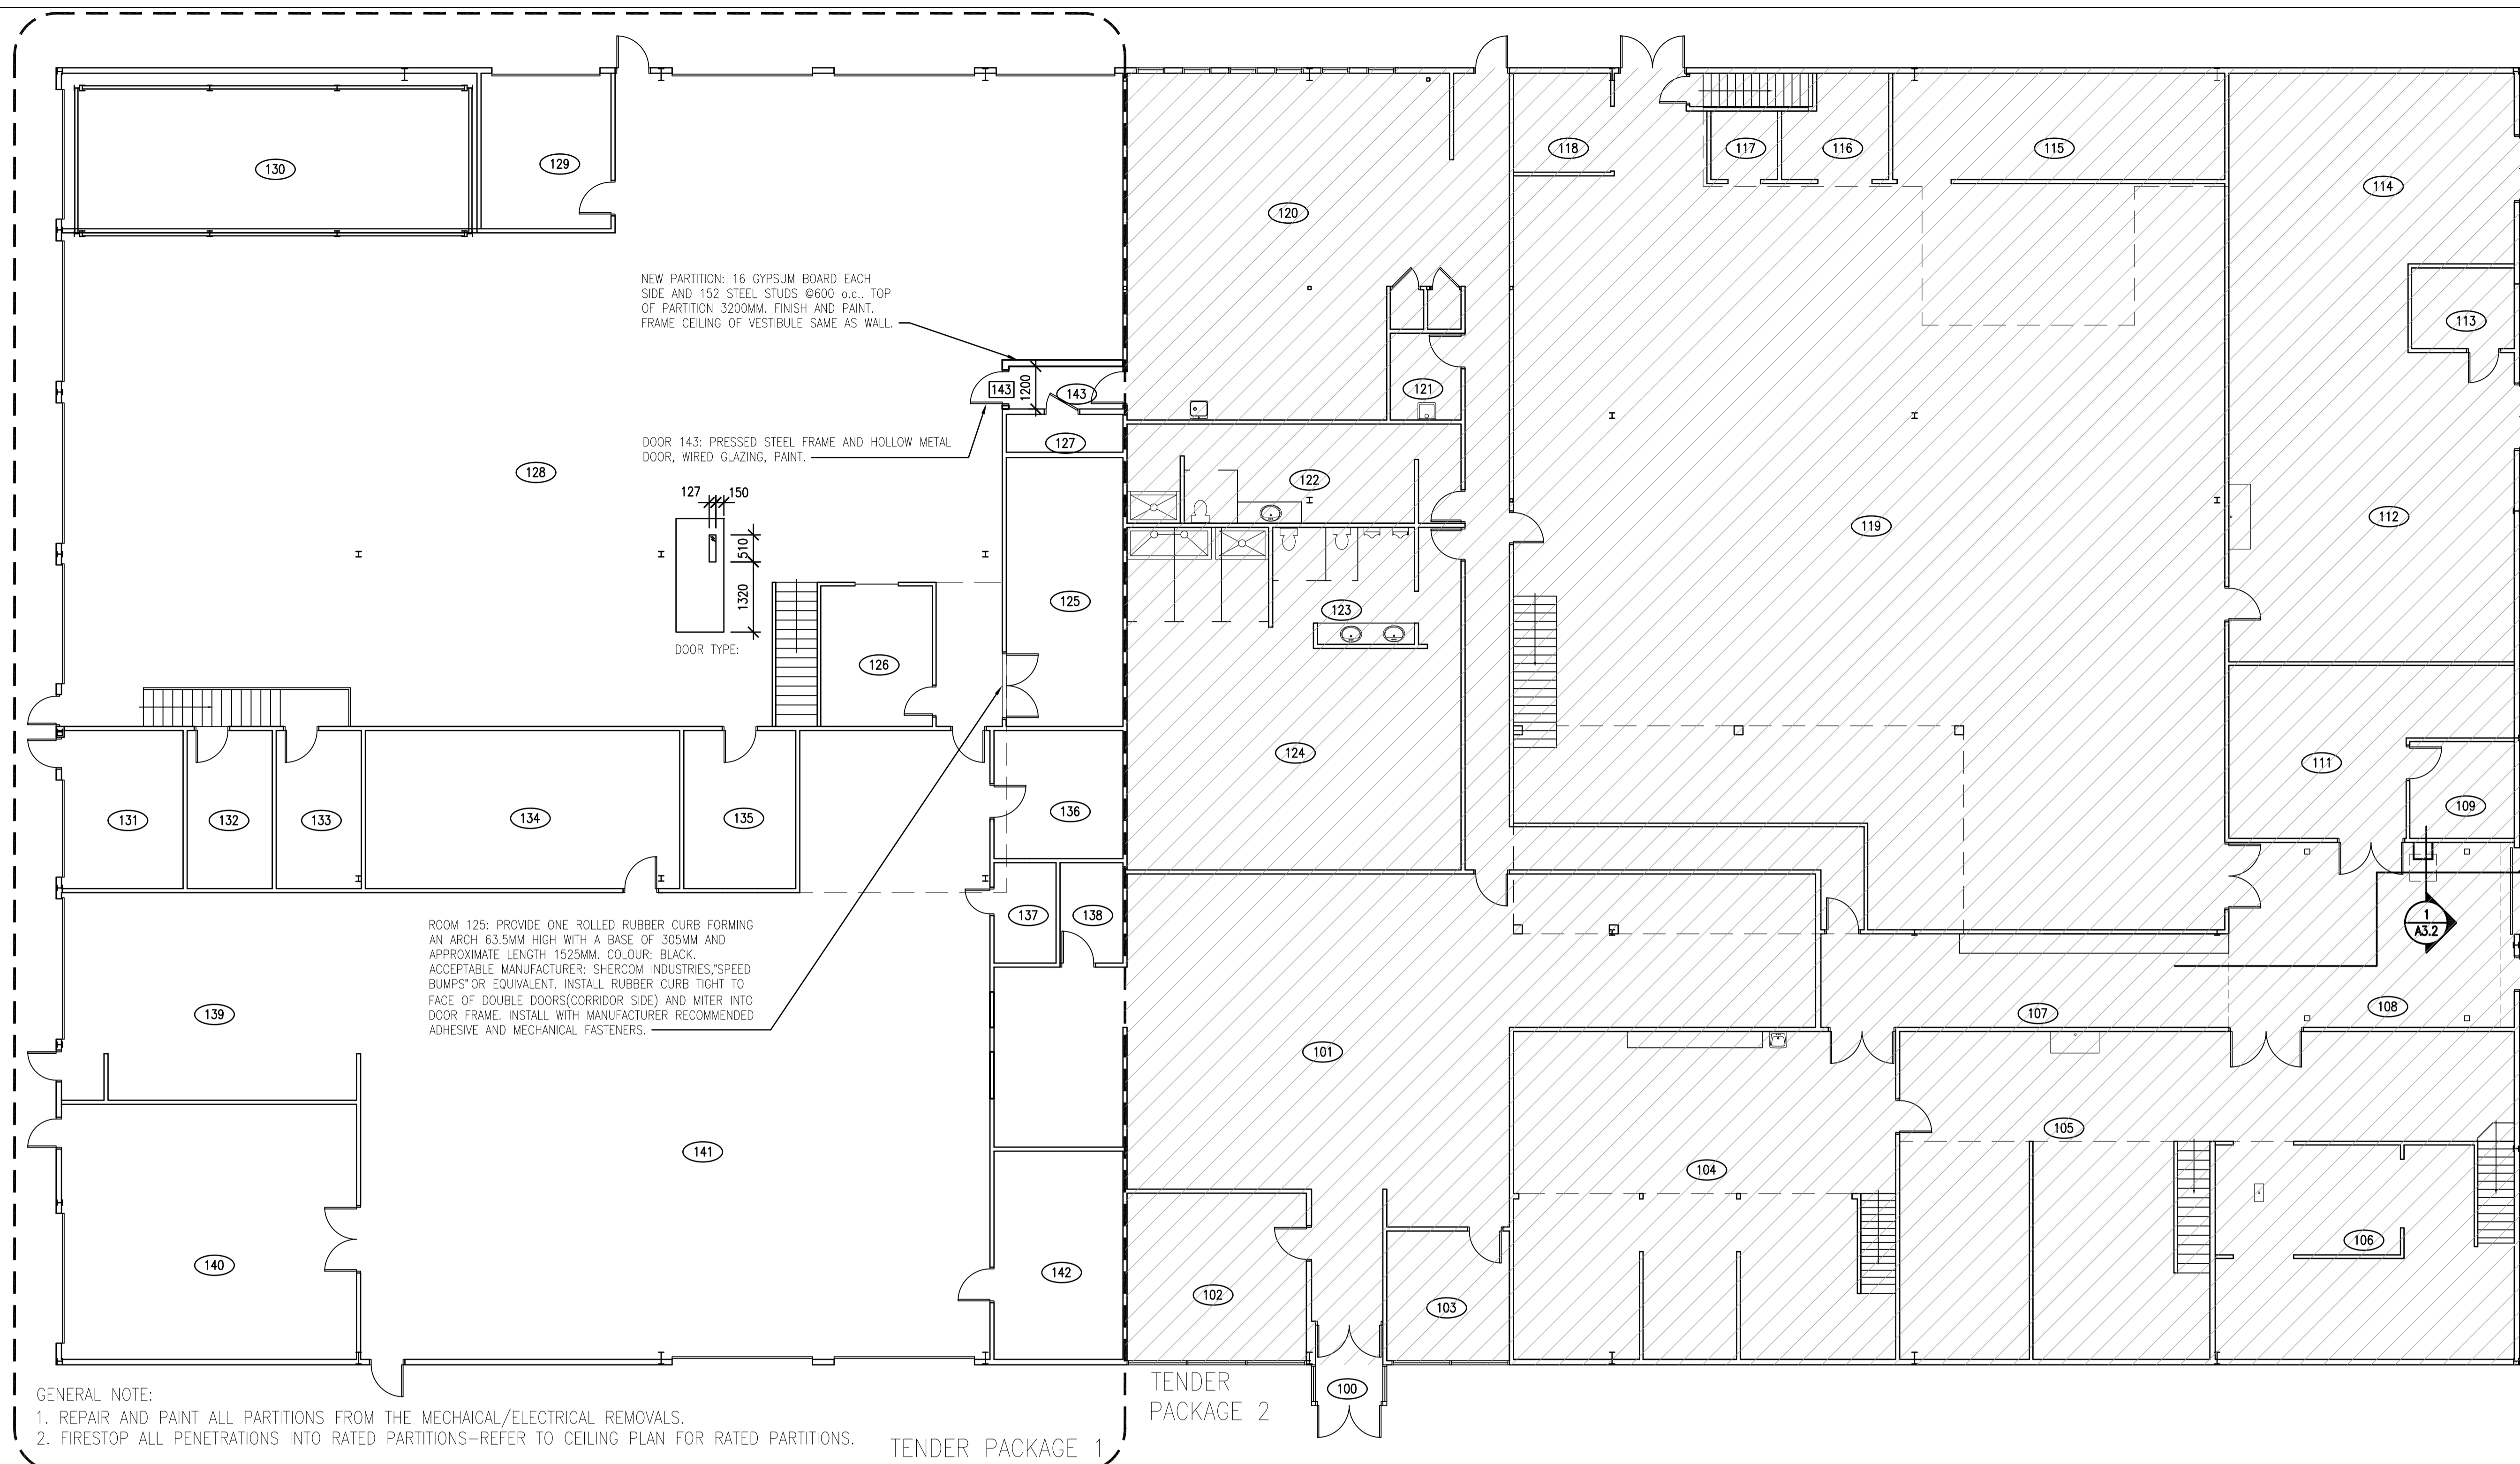 130
129
118
117
116
115
114
120
NEW PARTITION: 16 GYPSUM BOARD EACH
SIDE AND 152 STEEL STUDS @600 o.c.. TOP
OF PARTITION 3200MM. FINISH AND PAINT.
FRAME CEILING OF VESTIBULE SAME AS WALL.
113
143
1200
143
121
DOOR 143: PRESSED STEEL FRAME AND HOLLOW METAL
DOOR, WIRED GLAZING, PAINT.
127
128
122
127
150
510
1320
DOOR TYPE:
119
112
125
123
126
124
111
109
131
132
133
134
135
136
137
138
ROOM 125: PROVIDE ONE ROLLED RUBBER CURB FORMING
AN ARCH 63.5MM HIGH WITH A BASE OF 305MM AND
APPROXIMATE LENGTH 1525MM. COLOUR: BLACK.
ACCEPTABLE MANUFACTURER: SHERCOM INDUSTRIES,"SPEED
BUMPS" OR EQUIVALENT. INSTALL RUBBER CURB TIGHT TO
FACE OF DOUBLE DOORS(CORRIDOR SIDE) AND MITER INTO
DOOR FRAME. INSTALL WITH MANUFACTURER RECOMMENDED
ADHESIVE AND MECHANICAL FASTENERS.
1
A3.2
139
107
108
101
105
141
104
106
140
142
102
103
100
TENDER
PACKAGE 2
GENERAL NOTE:
1. REPAIR AND PAINT ALL PARTITIONS FROM THE MECHAICAL/ELECTRICAL REMOVALS.
2. FIRESTOP ALL PENETRATIONS INTO RATED PARTITIONS-REFER TO CEILING PLAN FOR RATED PARTITIONS.
TENDER PACKAGE 1